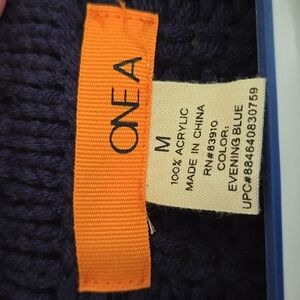 ONE A
M
100% ACRYLIC
MADE IN CHINA
RN#83910
COLOR:
EVENING BLUE
UPC#884640830759